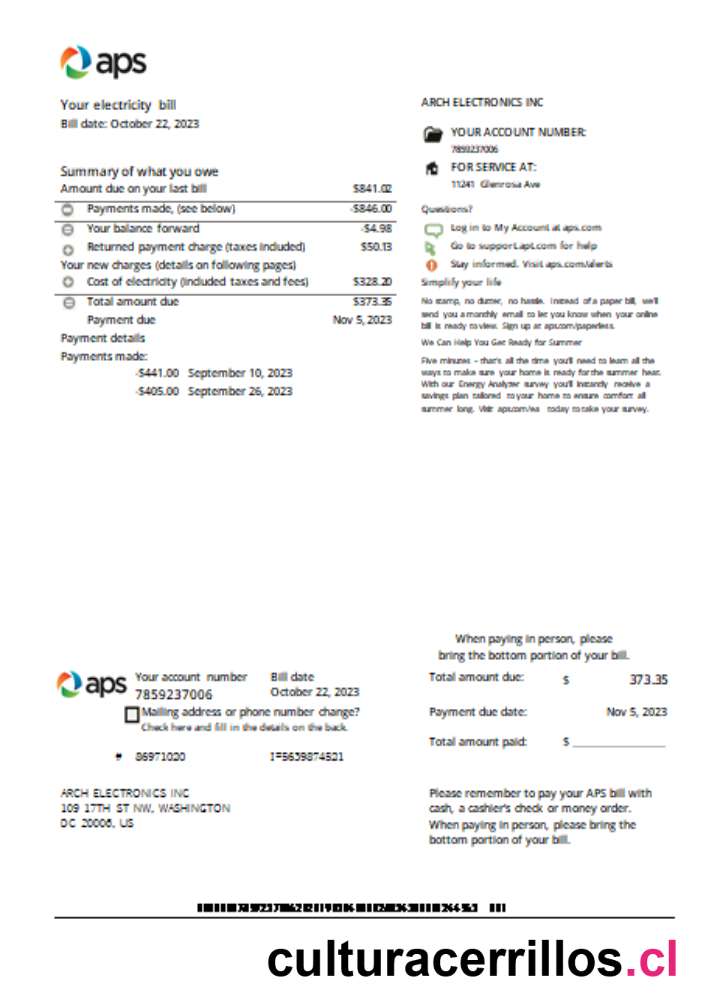 aps
Your electricity bill
Bill date: October 22, 2023
Summary of what you owe
Amount due on your last bill $841.02
Payments made, (see below) -$846.00
Your balance forward -$4.98
Returned payment charge (taxes included) $50.13
Your new charges (details on following pages)
Cost of electricity (included taxes and fees) $328.20
Total amount due $373.35
Payment due Nov 5, 2023
Payment details
Payments made:
-$441.00 September 10, 2023
-$405.00 September 26, 2023
ARCH ELECTRONICS INC
YOUR ACCOUNT NUMBER:
7859237006
FOR SERVICE AT:
11241 Glenrosa Ave
Questions?
Log in to My Account at aps.com
Go to support.apt.com for help
Stay informed. Visit aps.com/alerts
Simplify your life
No stamp, no clutter, no hassle. Instead of a paper bill, we'll
send you a monthly email to let you know when your online
bill is ready to view. Sign up at aps.com/paperless.
We Can Help You Get Ready for Summer
Five minutes - that's all the time you'll need to learn all the
ways to make sure your home is ready for the summer heat.
With our Energy Analyzer survey you'll instantly receive a
savings plan tailored to your home to ensure comfort all
summer long. Visit aps.com/ea today to take your survey.
When paying in person, please
bring the bottom portion of your bill.
aps
Your account number Bill date
7859237006 October 22, 2023
Mailing address or phone number change?
Check here and fill in the details on the back.
# 86971020 1=5639874521
Total amount due: $ 373.35
Payment due date: Nov 5, 2023
Total amount paid: $
ARCH ELECTRONICS INC
109 17TH ST NW, WASHINGTON
DC 20006, US
Please remember to pay your APS bill with
cash, a cashier's check or money order.
When paying in person, please bring the
bottom portion of your bill.
culturacerrillos.cl